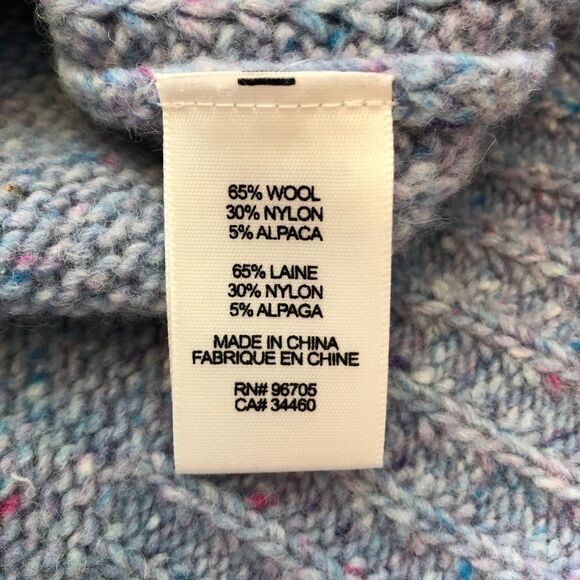 65% WOOL
30% NYLON
5% ALPACA
65% LAINE
30% NYLON
5% ALPAGA
MADE IN CHINA
FABRIQUE EN CHINE
RN# 96705
CA# 34460